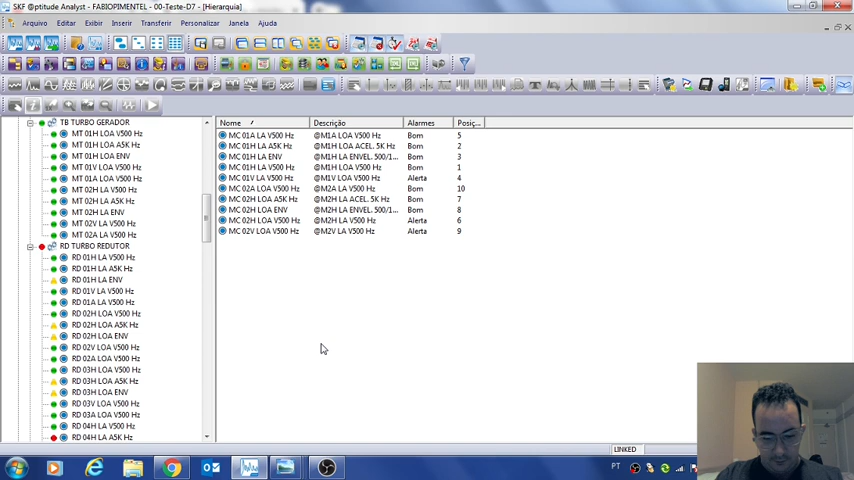 SKF @ptitude Analyst - FABIOPIMENTEL - 00-Teste-D7 - [Hierarquia]
Arquivo Editar Exibir Inserir Transferir Personalizar Janela Ajuda
TB TURBO GERADOR
MT 01H LOA V500 Hz
MT 01H LOA A5K Hz
MT 01H LOA ENV
MT 01V LOA V500 Hz
MT 01A LOA V500 Hz
MT 02H LA V500 Hz
MT 02H LA A5K Hz
MT 02H LA ENV
MT 02V LA V500 Hz
MT 02A LA V500 Hz
RD TURBO REDUTOR
RD 01H LA V500 Hz
RD 01H LA A5K Hz
RD 01H LA ENV
RD 01V LA V500 Hz
RD 01A LA V500 Hz
RD 02H LOA V500 Hz
RD 02H LOA A5K Hz
RD 02H LOA ENV
RD 02V LOA V500 Hz
RD 02A LOA V500 Hz
RD 03H LOA V500 Hz
RD 03H LOA A5K Hz
RD 03H LOA ENV
RD 03V LOA V500 Hz
RD 03A LOA V500 Hz
RD 04H LA V500 Hz
RD 04H LA A5K Hz
Nome Descrição Alarmes Posiç...
MC 01A LA V500 Hz @M1A LOA V500 Hz Bom 5
MC 01H LA A5K Hz @M1H LOA ACEL. 5K Hz Bom 2
MC 01H LA ENV @M1H LA ENVEL. 500/1... Bom 3
MC 01H LA V500 Hz @M1H LOA V500 Hz Bom 1
MC 01V LA V500 Hz @M1V LOA V500 Hz Alerta 4
MC 02A LOA V500 Hz @M2A LA V500 Hz Bom 10
MC 02H LOA A5K Hz @M2H LA ACEL. 5K Hz Bom 7
MC 02H LOA ENV @M2H LA ENVEL. 500/1... Bom 8
MC 02H LOA V500 Hz @M2H LA V500 Hz Alerta 6
MC 02V LOA V500 Hz @M2V LA V500 Hz Alerta 9
LINKED
PT